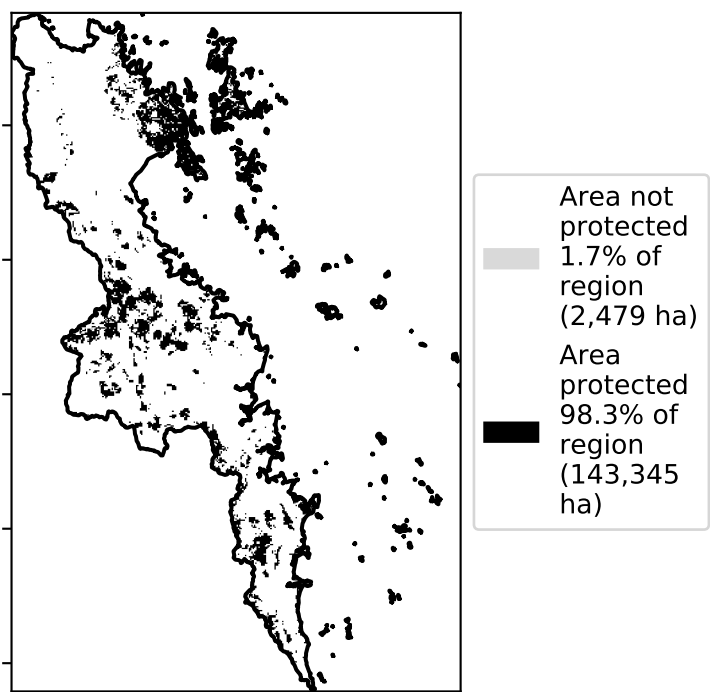 Area not
protected
1.7% of
region
(2,479 ha)
Area
protected
98.3% of
region
(143,345
ha)